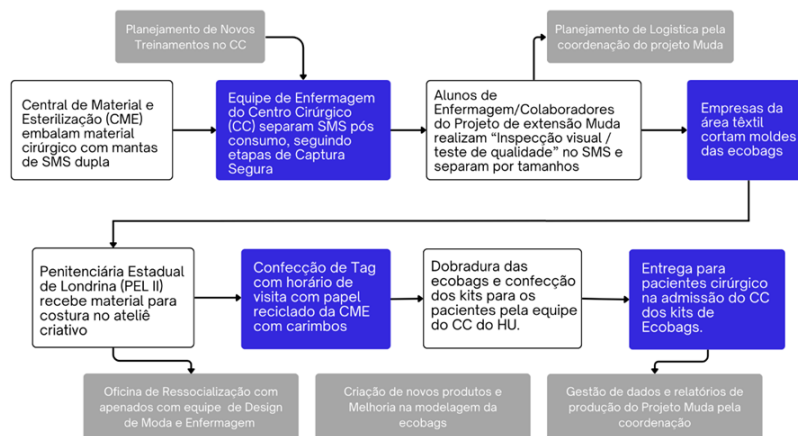 Planejamento de Novos
Treinamentos no CC
Planejamento de Logística pela
coordenação do projeto Muda
Central de Material e
Esterilização (CME)
embalam material
cirúrgico com mantas
de SMS dupla
Equipe de Enfermagem
do Centro Cirúrgico
(CC) separam SMS pós
consumo, seguindo
etapas de Captura
Segura
Alunos de
Enfermagem/Colaboradores
do Projeto de extensão Muda
realizam “Inspecção visual /
teste de qualidade” no SMS e
separam por tamanhos
Empresas da
área têxtil
cortam moldes
das ecobags
Penitenciária Estadual
de Londrina (PEL II)
recebe material para
costura no ateliê
criativo
Confecção de Tag
com horário de
visita com papel
reciclado da CME
com carimbos
Dobradura das
ecobags e confecção
dos kits para os
pacientes pela equipe
do CC do HU.
Entrega para
pacientes cirúrgico
na admissão do CC
dos kits de
Ecobags.
Oficina de Ressocialização com
apenados com equipe de Design
de Moda e Enfermagem
Criação de novos produtos e
Melhoria na modelagem da
ecobags
Gestão de dados e relatórios de
produção do Projeto Muda pela
coordenação